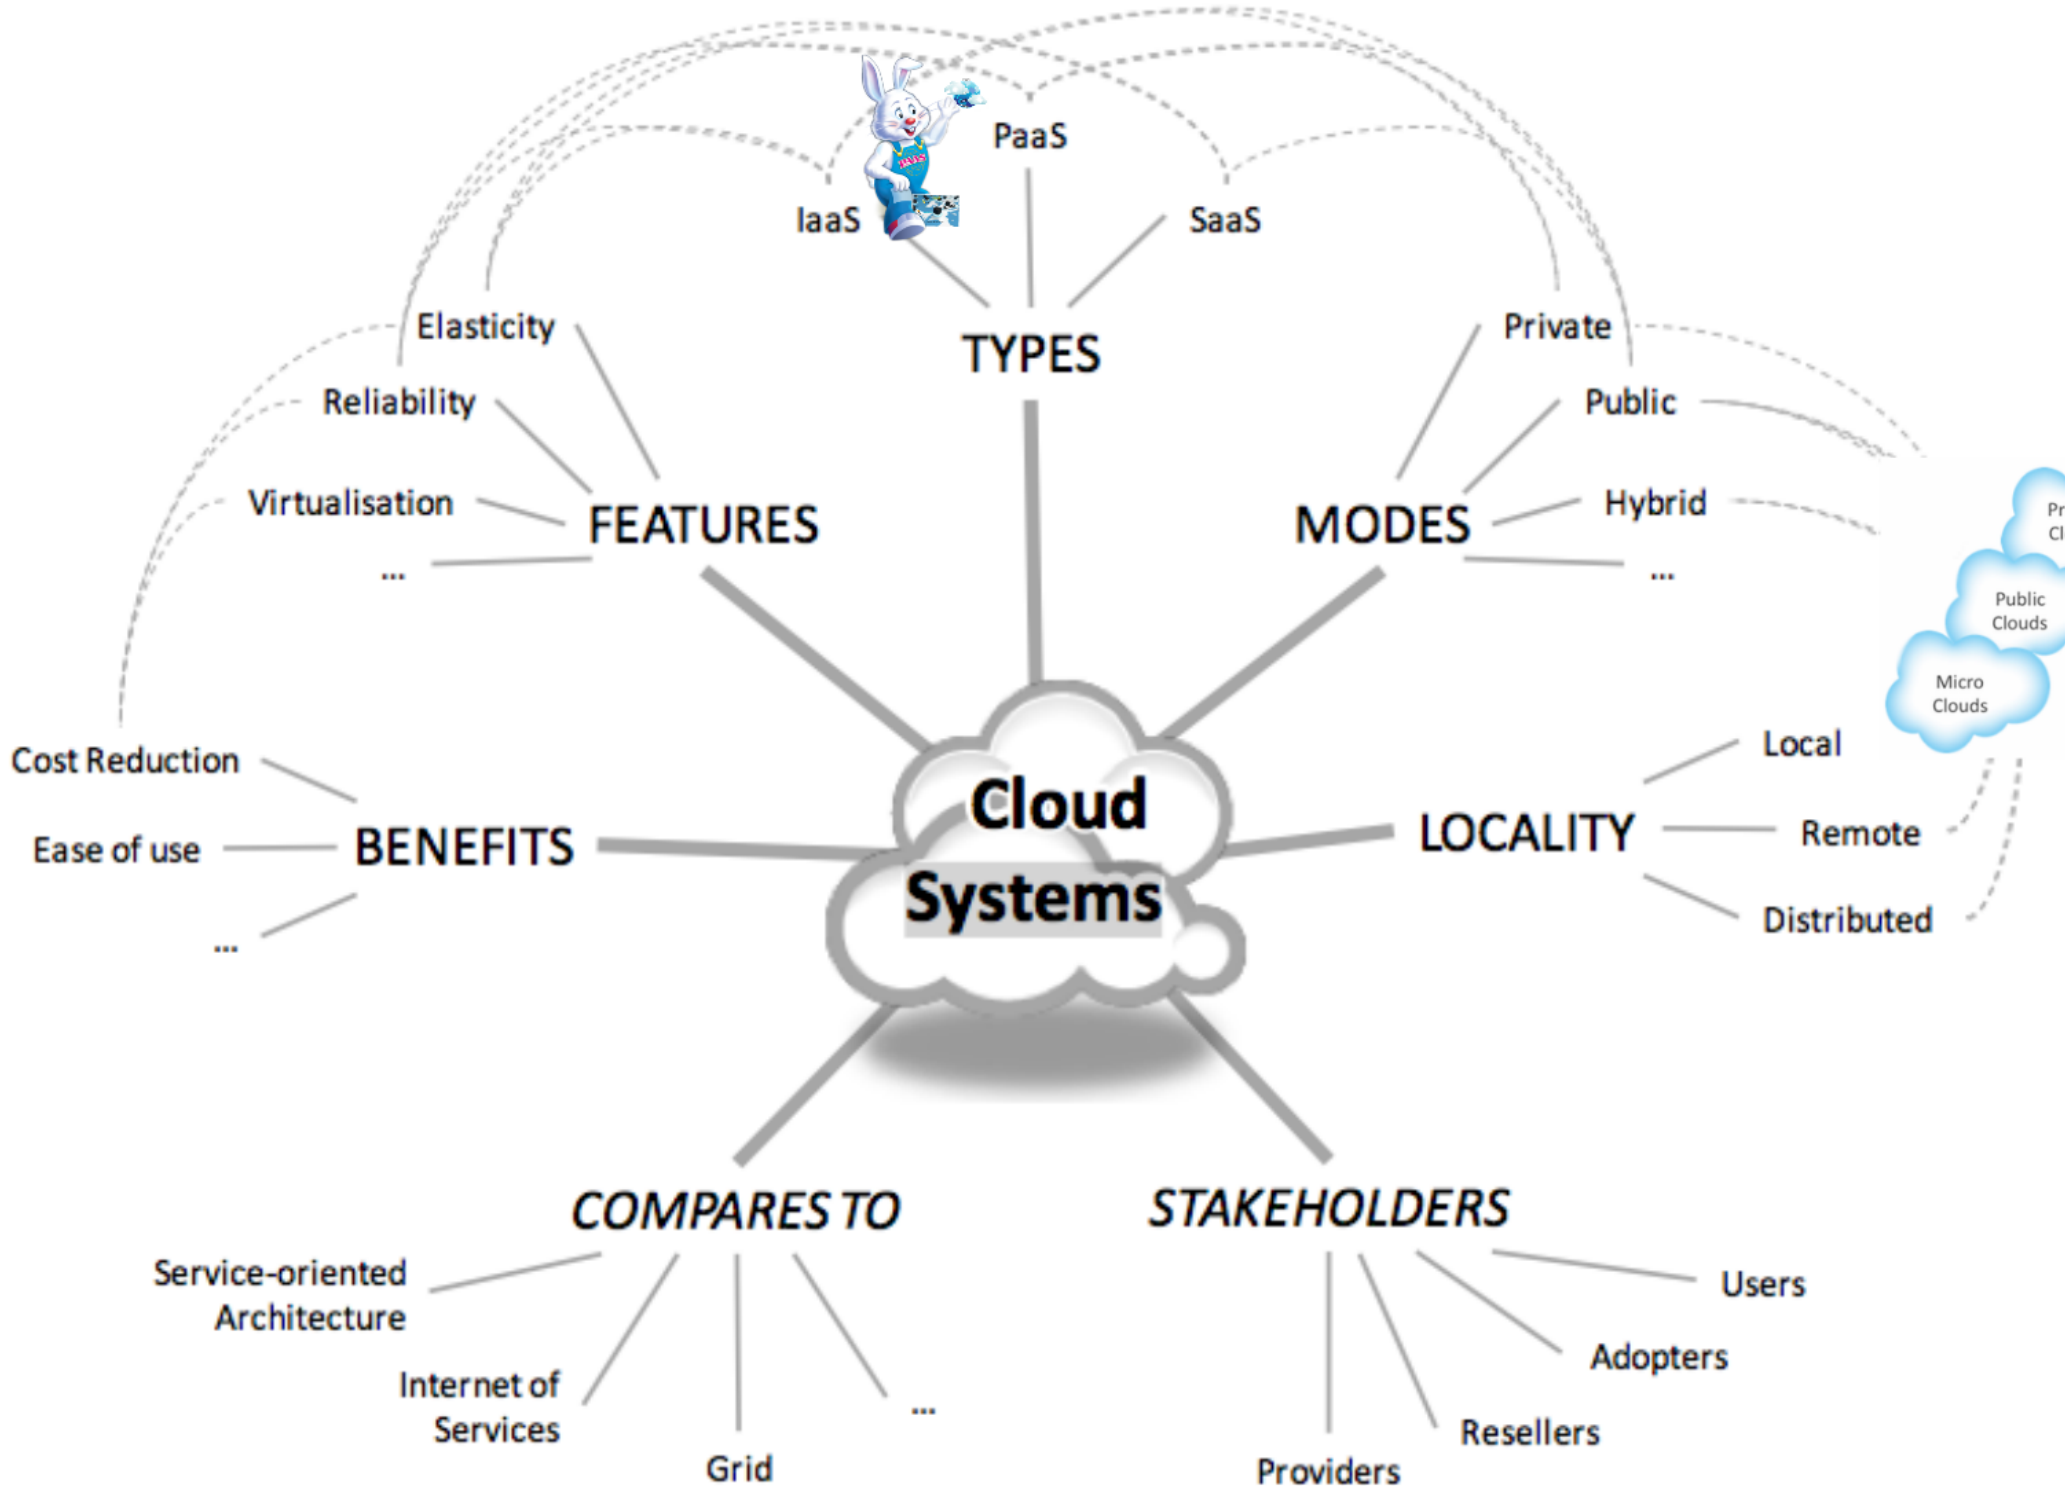 PaaS
IaaS
SaaS
TYPES
Elasticity
Reliability
Virtualisation
...
FEATURES
Private
Public
Hybrid
...
MODES
Public
Clouds
Micro
Clouds
Cost Reduction
Ease of use
...
BENEFITS
Cloud
Systems
LOCALITY
Local
Remote
Distributed
COMPARES TO
Service-oriented
Architecture
Internet of
Services
Grid
...
STAKEHOLDERS
Users
Adopters
Resellers
Providers